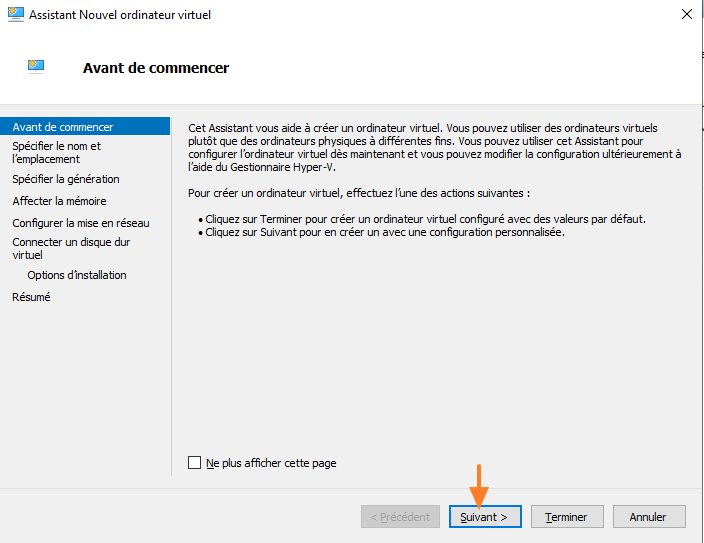 Assistant Nouvel ordinateur virtuel
Avant de commencer
Avant de commencer
Spécifier le nom et
l'emplacement
Spécifier la génération
Affecter la mémoire
Configurer la mise en réseau
Connecter un disque dur
virtuel
Options d'installation
Résumé
Cet Assistant vous aide à créer un ordinateur virtuel. Vous pouvez utiliser des ordinateurs virtuels
plutôt que des ordinateurs physiques à différentes fins. Vous pouvez utiliser cet Assistant pour
configurer l'ordinateur virtuel dès maintenant et vous pouvez modifier la configuration ultérieurement à
l'aide du Gestionnaire Hyper-V.
Pour créer un ordinateur virtuel, effectuez l'une des actions suivantes :
• Cliquez sur Terminer pour créer un ordinateur virtuel configuré avec des valeurs par défaut.
• Cliquez sur Suivant pour en créer un avec une configuration personnalisée.
Ne plus afficher cette page
< Précédent
Suivant >
Terminer
Annuler